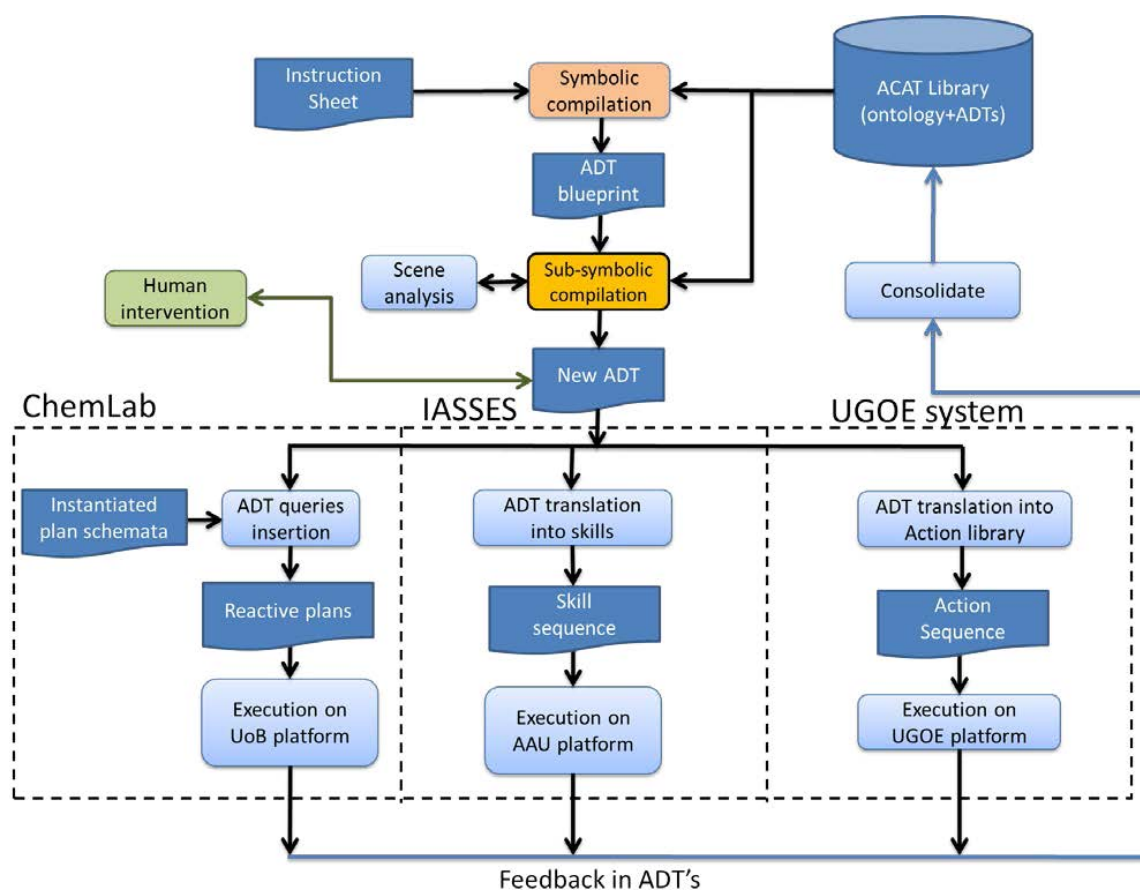 Instruction
Sheet
Symbolic
compilation
ACAT Library
(ontology+ADTs)
ADT
blueprint
Scene
analysis
Sub-symbolic
compilation
Human
intervention
Consolidate
New ADT
ChemLab
IASSES
UGOE system
Instantiated
plan schemata
ADT queries
insertion
ADT translation
into skills
ADT translation into
Action library
Reactive plans
Skill
sequence
Action
Sequence
Execution on
UoB platform
Execution on
AAU platform
Execution on
UGOE platform
Feedback in ADT's